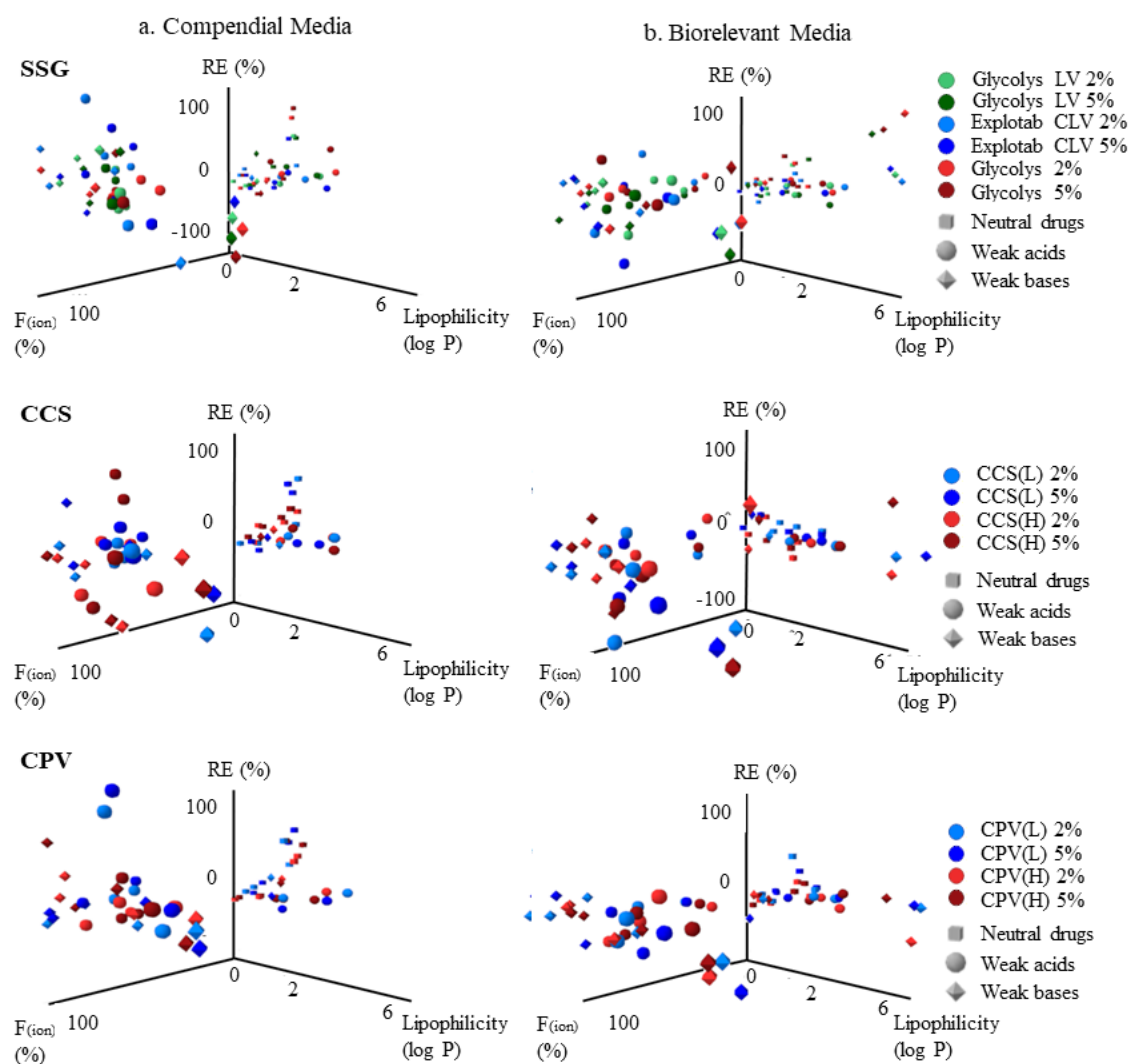 a. Compendial Media
b. Biorelevant Media
SSG
RE (%)
100
0
-100
0
2
6
100
F(ion)
(%)
Lipophilicity
(log P)
RE (%)
100
0
0
2
6
100
F(ion)
(%)
Lipophilicity
(log P)
Glycolys LV 2%
Glycolys LV 5%
Explotab CLV 2%
Explotab CLV 5%
Glycolys 2%
Glycolys 5%
Neutral drugs
Weak acids
Weak bases
CCS
RE (%)
100
0
0
2
6
100
F(ion)
(%)
Lipophilicity
(log P)
RE (%)
100
0
-100
0
2
6
100
F(ion)
(%)
Lipophilicity
(log P)
CCS(L) 2%
CCS(L) 5%
CCS(H) 2%
CCS(H) 5%
Neutral drugs
Weak acids
Weak bases
CPV
RE (%)
100
0
0
2
6
100
F(ion)
(%)
Lipophilicity
(log P)
RE (%)
100
0
0
2
6
100
F(ion)
(%)
Lipophilicity
(log P)
CPV(L) 2%
CPV(L) 5%
CPV(H) 2%
CPV(H) 5%
Neutral drugs
Weak acids
Weak bases